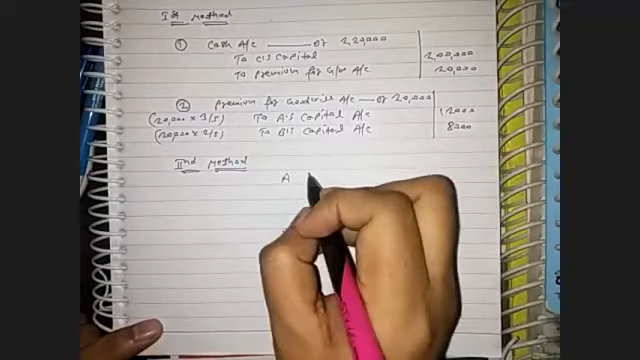 Ist Method
① Cash A/c ——— Dr 2,20,000
To C's Capital 2,00,000
To Premium for G/w A/c 20,000
② Premium for Goodwill A/c — Dr 20,000
(20,000 x 3/5) To A's Capital A/c 12000
(20,000 x 2/5) To B's Capital A/c 8000
IInd Method
A